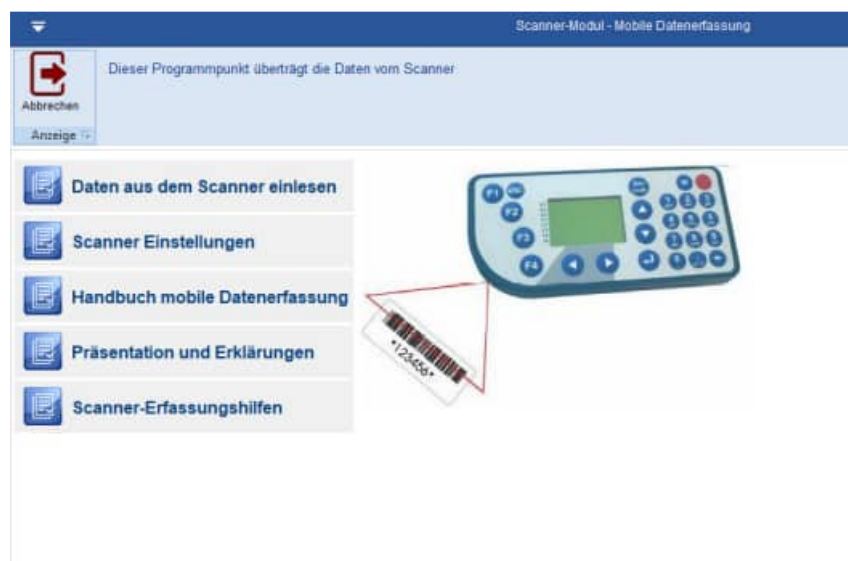 Scanner-Modul - Mobile Datenerfassung
Dieser Programmpunkt überträgt die Daten vom Scanner
Abbrechen
Anzeige
Daten aus dem Scanner einlesen
Scanner Einstellungen
Handbuch mobile Datenerfassung
Präsentation und Erklärungen
Scanner-Erfassungshilfen
F1
F2
F3
F4
*123456*